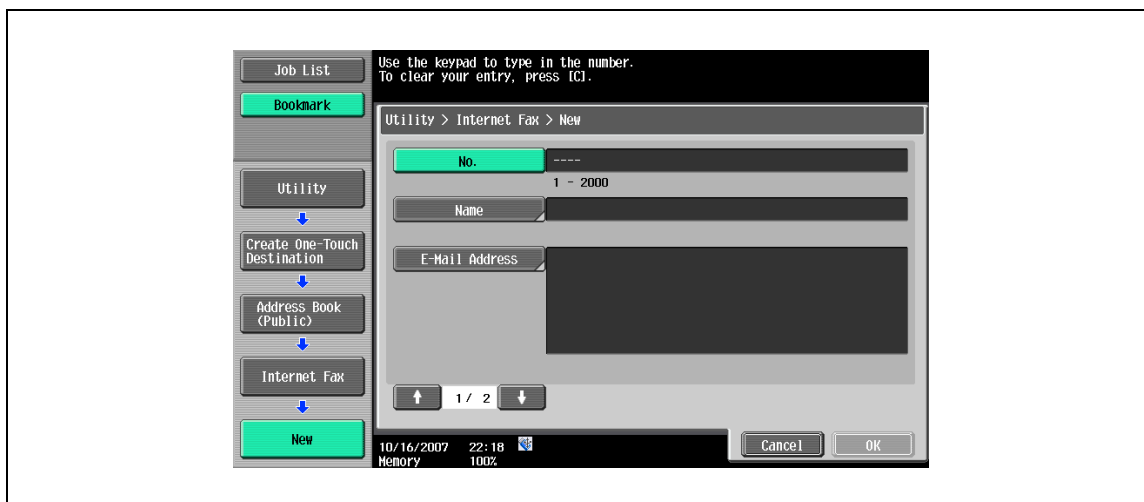 Job List
Bookmark
Use the keypad to type in the number.
To clear your entry, press [C].
Utility > Internet Fax > New
No.
----
1 - 2000
Name
E-Mail Address
Utility
Create One-Touch
Destination
Address Book
(Public)
Internet Fax
New
1/ 2
10/16/2007 22:18
Memory 100%
Cancel
OK